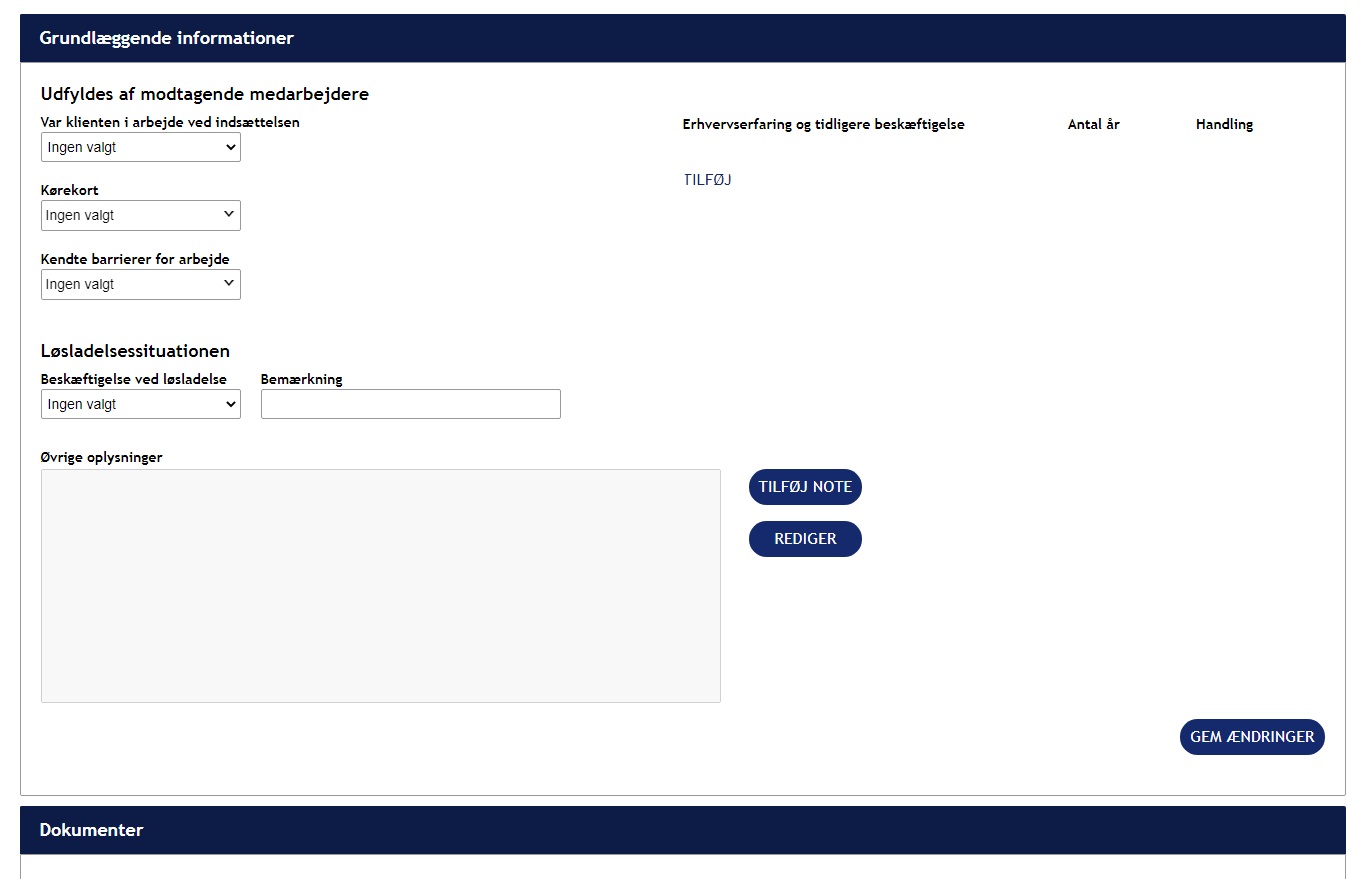 Grundlæggende informationer
Udfyldes af modtagende medarbejdere
Var klienten i arbejde ved indsættelsen
Ingen valgt
Kørekort
Ingen valgt
Kendte barrierer for arbejde
Ingen valgt
Erhvervserfaring og tidligere beskæftigelse Antal år Handling
TILFØJ
Løsladelsessituationen
Beskæftigelse ved løsladelse Bemærkning
Ingen valgt
Øvrige oplysninger
TILFØJ NOTE
REDIGER
GEM ÆNDRINGER
Dokumenter